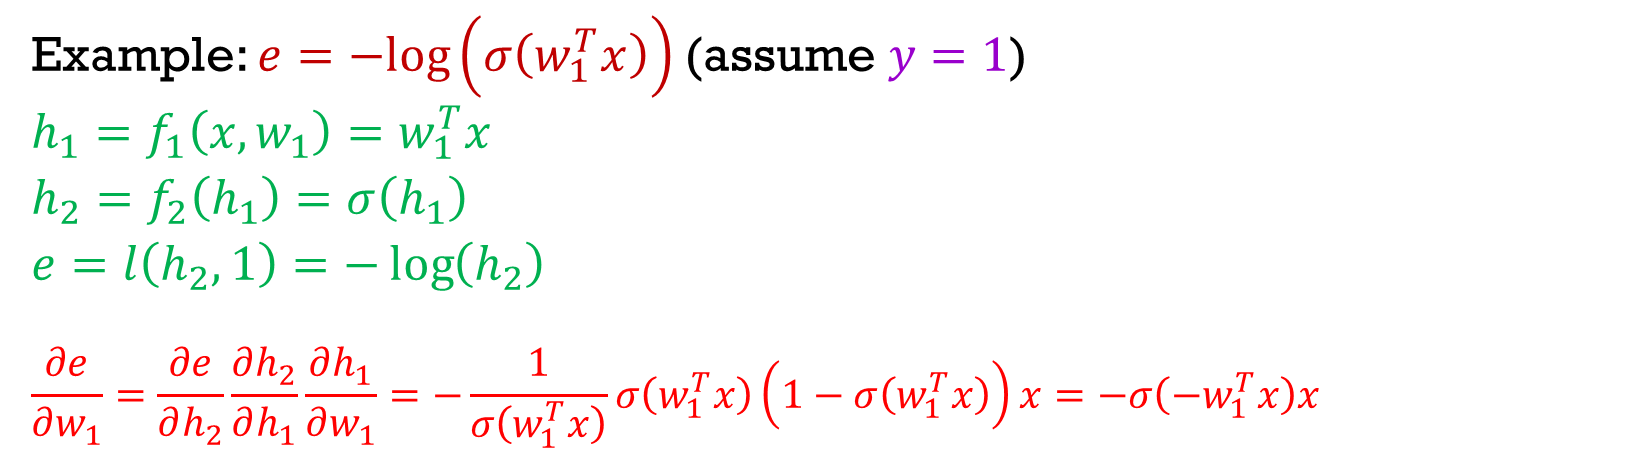 Example: e = −log(σ(w₁ᵀx)) (assume y = 1)
h₁ = f₁(x, w₁) = w₁ᵀx
h₂ = f₂(h₁) = σ(h₁)
e = l(h₂, 1) = − log(h₂)
∂e/∂w₁ = ∂e/∂h₂ ∂h₂/∂h₁ ∂h₁/∂w₁ = − 1/σ(w₁ᵀx) σ(w₁ᵀx)(1 − σ(w₁ᵀx))x = −σ(−w₁ᵀx)x